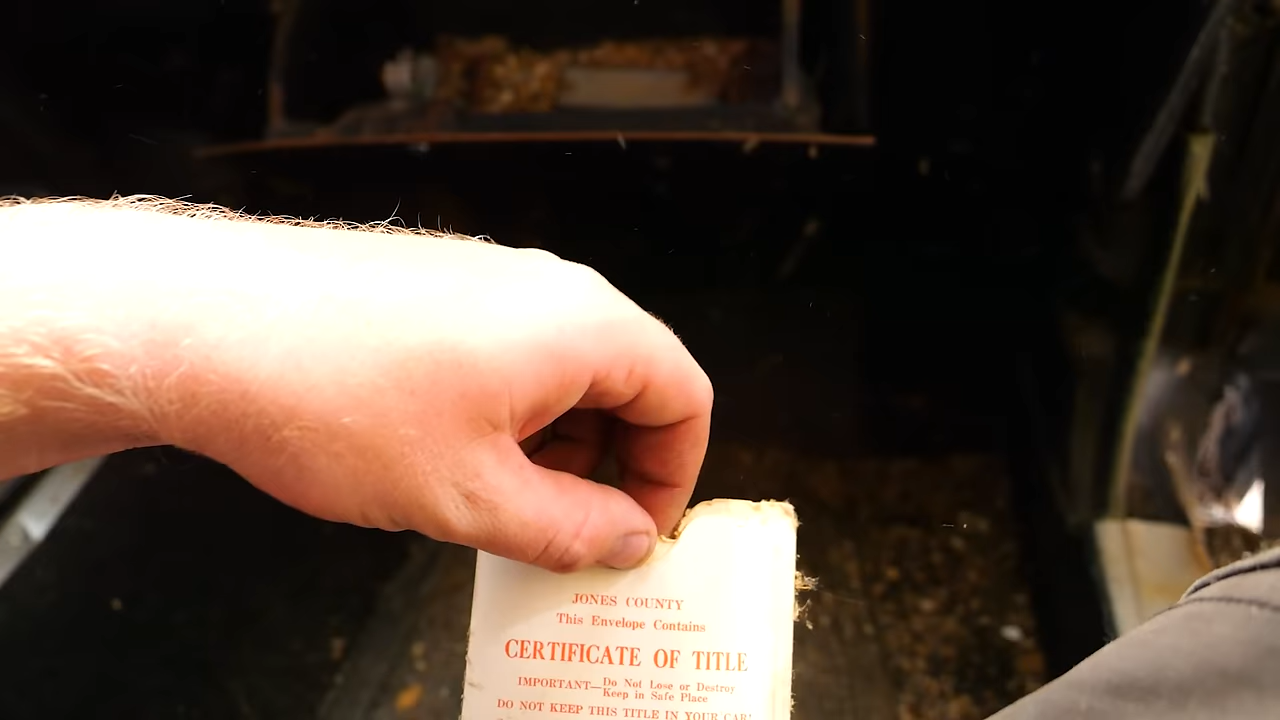 JONES COUNTY
This Envelope Contains
CERTIFICATE OF TITLE
IMPORTANT—Do Not Lose or Destroy
Keep in Safe Place
DO NOT KEEP THIS TITLE IN YOUR CAR